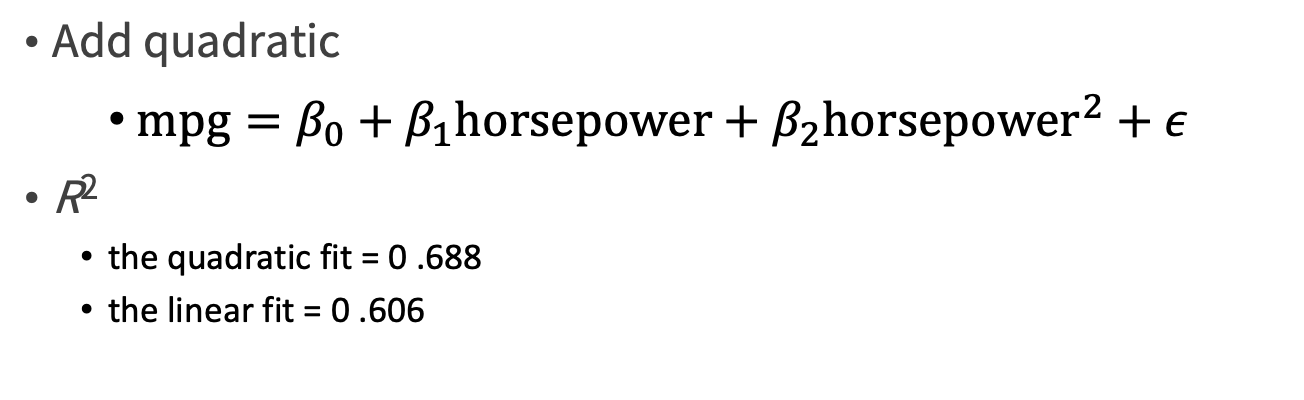 • Add quadratic
• mpg = β₀ + β₁horsepower + β₂horsepower² + ϵ
• R²
• the quadratic fit = 0 .688
• the linear fit = 0 .606